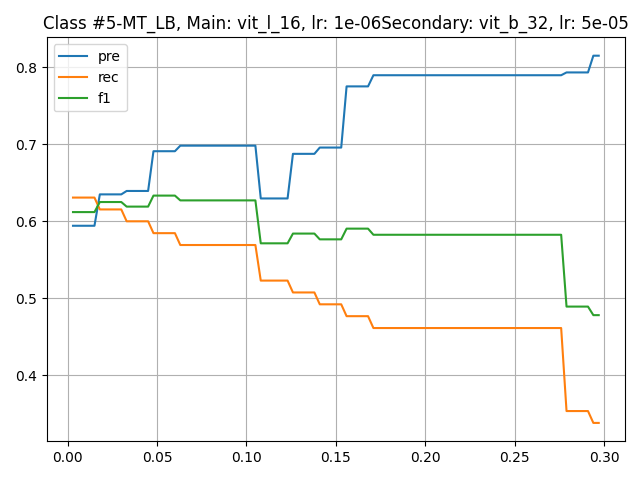 Class #5-MT_LB, Main: vit_l_16, lr: 1e-06Secondary: vit_b_32, lr: 5e-05
pre
rec
f1
0.8
0.7
0.6
0.5
0.4
0.00 0.05 0.10 0.15 0.20 0.25 0.30